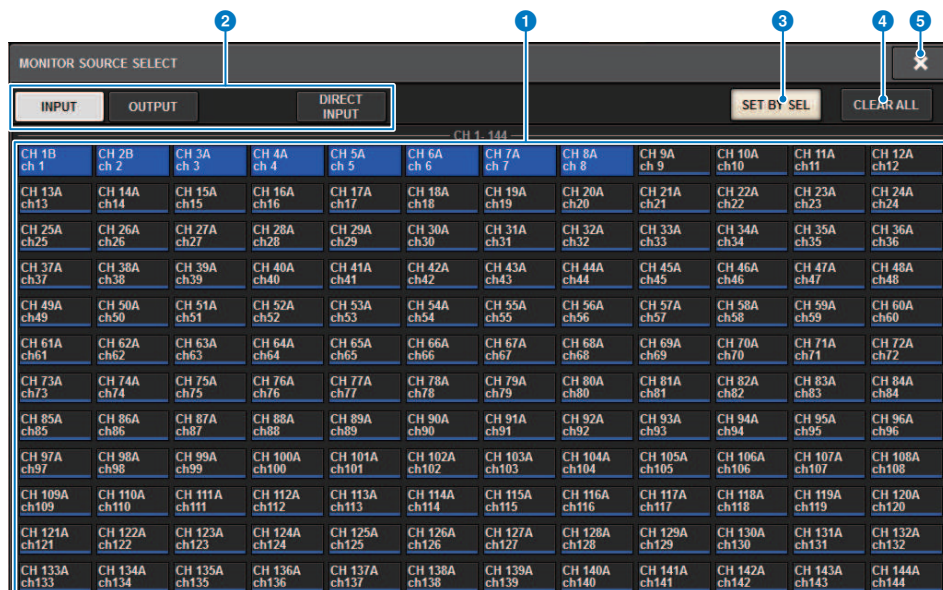 2 1 3 4 5
MONITOR SOURCE SELECT
INPUT OUTPUT DIRECT INPUT SET BY SEL CLEAR ALL
CH 1- 144
CH 1B CH 2B CH 3A CH 4A CH 5A CH 6A CH 7A CH 8A CH 9A CH 10A CH 11A CH 12A
ch 1 ch 2 ch 3 ch 4 ch 5 ch 6 ch 7 ch 8 ch 9 ch10 ch11 ch12
CH 13A CH 14A CH 15A CH 16A CH 17A CH 18A CH 19A CH 20A CH 21A CH 22A CH 23A CH 24A
ch13 ch14 ch15 ch16 ch17 ch18 ch19 ch20 ch21 ch22 ch23 ch24
CH 25A CH 26A CH 27A CH 28A CH 29A CH 30A CH 31A CH 32A CH 33A CH 34A CH 35A CH 36A
ch25 ch26 ch27 ch28 ch29 ch30 ch31 ch32 ch33 ch34 ch35 ch36
CH 37A CH 38A CH 39A CH 40A CH 41A CH 42A CH 43A CH 44A CH 45A CH 46A CH 47A CH 48A
ch37 ch38 ch39 ch40 ch41 ch42 ch43 ch44 ch45 ch46 ch47 ch48
CH 49A CH 50A CH 51A CH 52A CH 53A CH 54A CH 55A CH 56A CH 57A CH 58A CH 59A CH 60A
ch49 ch50 ch51 ch52 ch53 ch54 ch55 ch56 ch57 ch58 ch59 ch60
CH 61A CH 62A CH 63A CH 64A CH 65A CH 66A CH 67A CH 68A CH 69A CH 70A CH 71A CH 72A
ch61 ch62 ch63 ch64 ch65 ch66 ch67 ch68 ch69 ch70 ch71 ch72
CH 73A CH 74A CH 75A CH 76A CH 77A CH 78A CH 79A CH 80A CH 81A CH 82A CH 83A CH 84A
ch73 ch74 ch75 ch76 ch77 ch78 ch79 ch80 ch81 ch82 ch83 ch84
CH 85A CH 86A CH 87A CH 88A CH 89A CH 90A CH 91A CH 92A CH 93A CH 94A CH 95A CH 96A
ch85 ch86 ch87 ch88 ch89 ch90 ch91 ch92 ch93 ch94 ch95 ch96
CH 97A CH 98A CH 99A CH 100A CH 101A CH 102A CH 103A CH 104A CH 105A CH 106A CH 107A CH 108A
ch97 ch98 ch99 ch100 ch101 ch102 ch103 ch104 ch105 ch106 ch107 ch108
CH 109A CH 110A CH 111A CH 112A CH 113A CH 114A CH 115A CH 116A CH 117A CH 118A CH 119A CH 120A
ch109 ch110 ch111 ch112 ch113 ch114 ch115 ch116 ch117 ch118 ch119 ch120
CH 121A CH 122A CH 123A CH 124A CH 125A CH 126A CH 127A CH 128A CH 129A CH 130A CH 131A CH 132A
ch121 ch122 ch123 ch124 ch125 ch126 ch127 ch128 ch129 ch130 ch131 ch132
CH 133A CH 134A CH 135A CH 136A CH 137A CH 138A CH 139A CH 140A CH 141A CH 142A CH 143A CH 144A
ch133 ch134 ch135 ch136 ch137 ch138 ch139 ch140 ch141 ch142 ch143 ch144